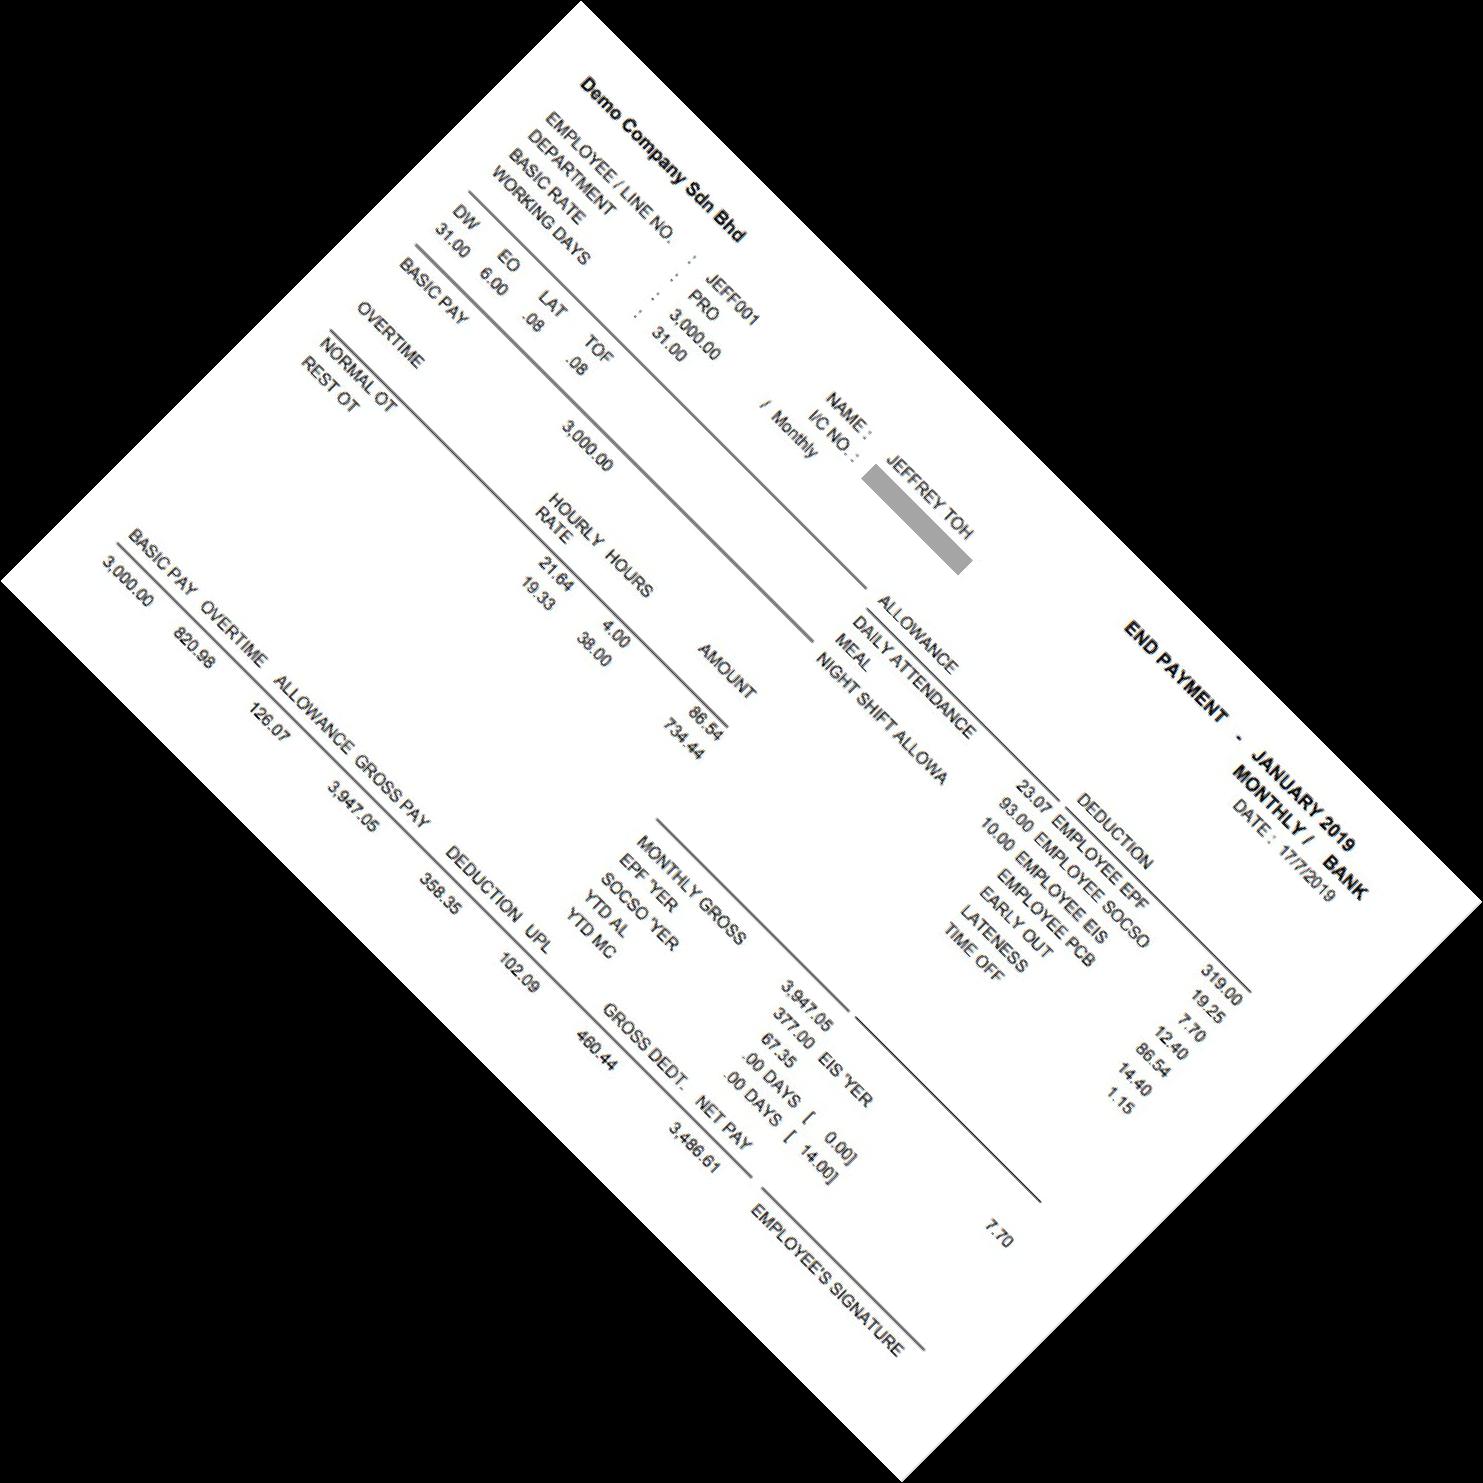 Demo Company Sdn Bhd
END PAYMENT - JANUARY 2019
EMPLOYEE / LINE NO. : JEFF001 NAME : JEFFREY TOH MONTHLY / BANK
DEPARTMENT : PRO I/C NO. : DATE : 17/7/2019
BASIC RATE : 3,000.00 / Monthly
WORKING DAYS : 31.00
DW EO LAT TOF ALLOWANCE DEDUCTION
31.00 6.00 .08 .08 DAILY ATTENDANCE 23.07 EMPLOYEE EPF 319.00
MEAL 93.00 EMPLOYEE SOCSO 19.25
BASIC PAY 3,000.00 NIGHT SHIFT ALLOWA 10.00 EMPLOYEE EIS 7.70
EMPLOYEE PCB 12.40
EARLY OUT 86.54
OVERTIME HOURLY RATE HOURS AMOUNT LATENESS 14.40
NORMAL OT 21.64 4.00 86.54 TIME OFF 1.15
REST OT 19.33 38.00 734.44
MONTHLY GROSS 3,947.05
EPF 'YER 377.00 EIS 'YER 7.70
SOCSO 'YER 67.35
YTD AL .00 DAYS [ 0.00]
YTD MC .00 DAYS [ 14.00]
BASIC PAY OVERTIME ALLOWANCE GROSS PAY DEDUCTION UPL GROSS DEDT. NET PAY
3,000.00 820.98 126.07 3,947.05 358.35 102.09 460.44 3,486.61
EMPLOYEE'S SIGNATURE